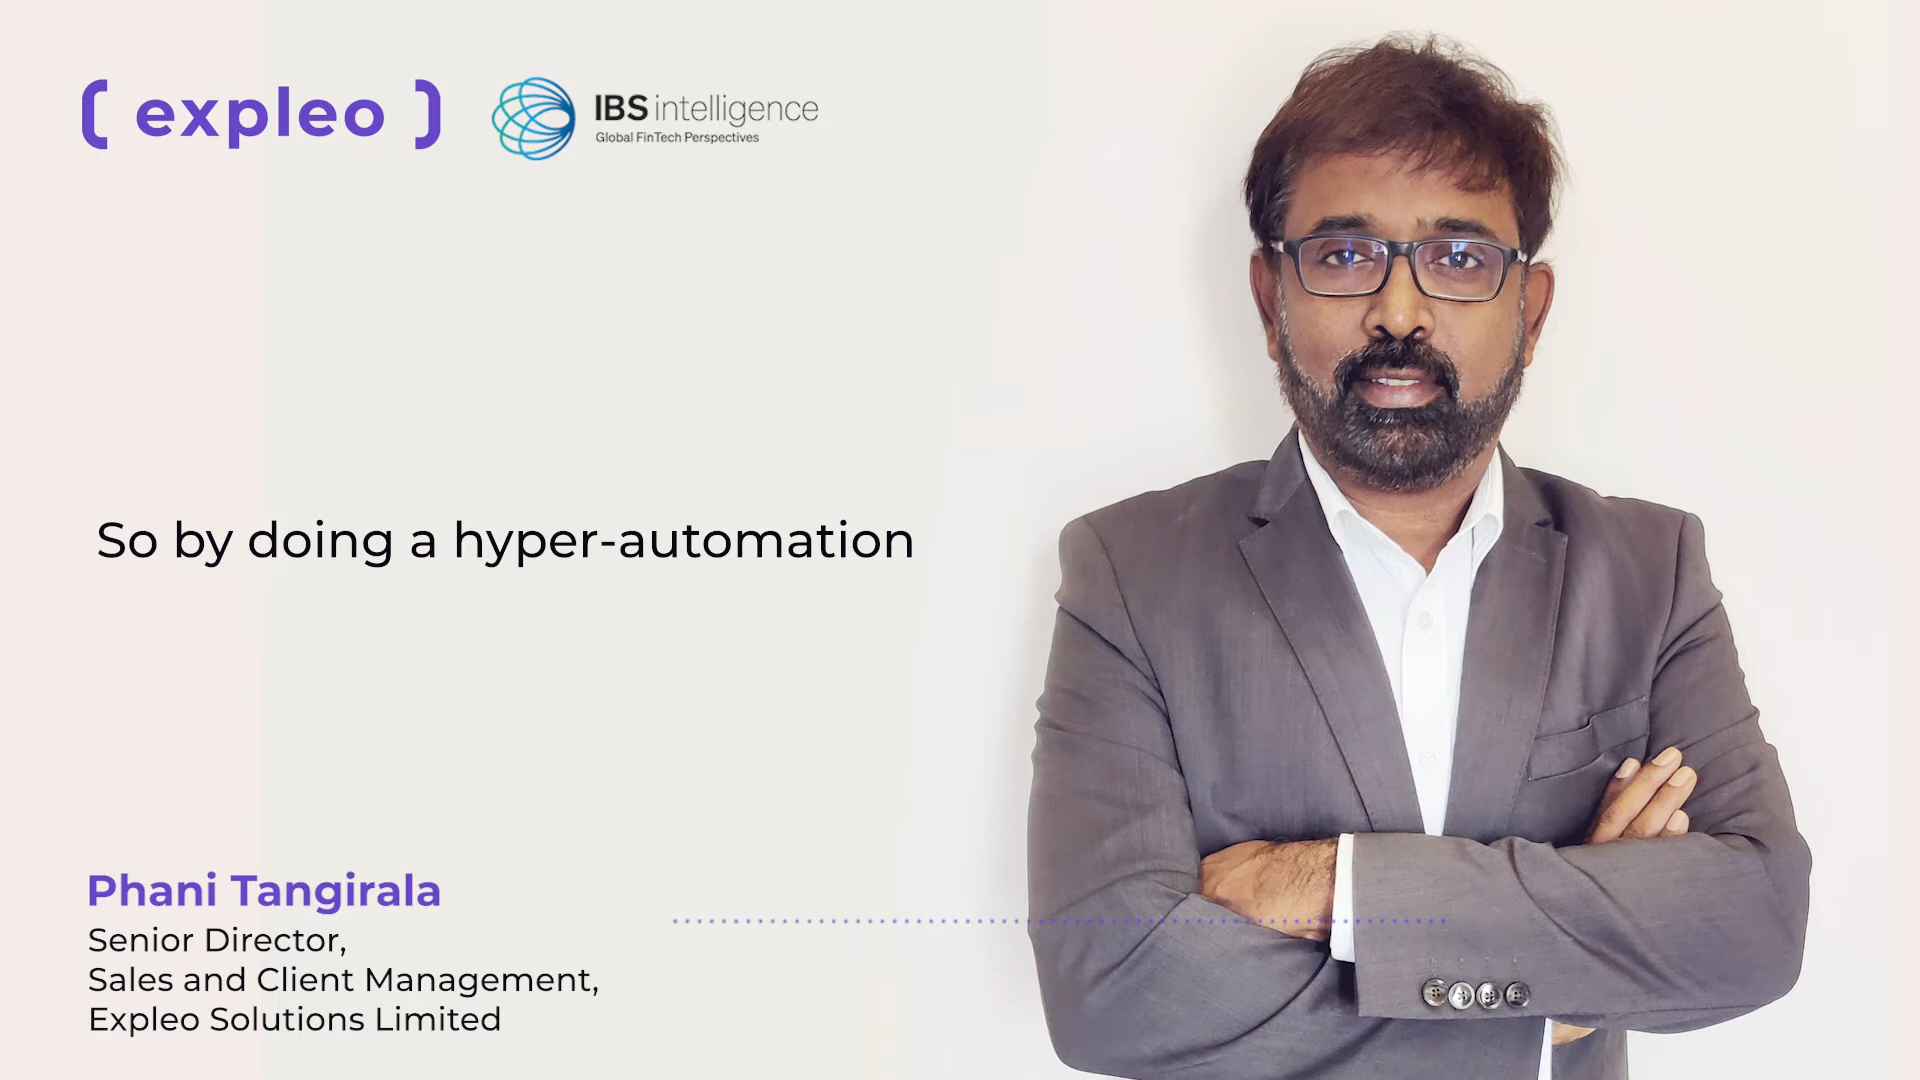 ( expleo )
IBS intelligence
Global FinTech Perspectives
So by doing a hyper-automation
Phani Tangirala
Senior Director,
Sales and Client Management,
Expleo Solutions Limited